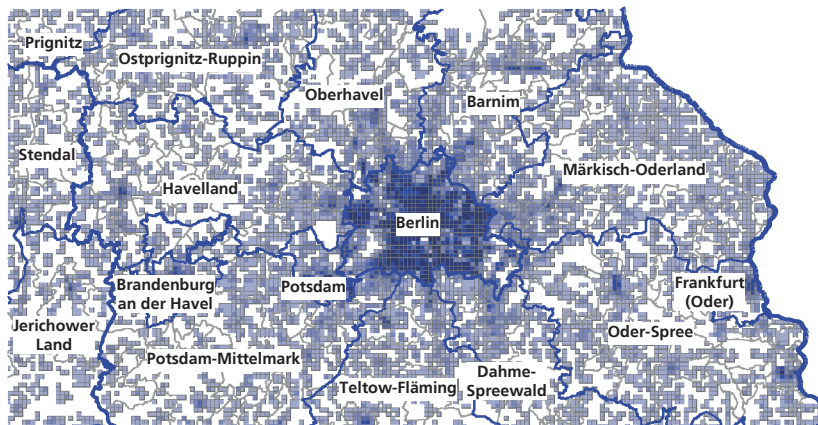 Prignitz
Ostprignitz-Ruppin
Oberhavel
Barnim
Stendal
Märkisch-Oderland
Havelland
Berlin
Brandenburg
an der Havel
Potsdam
Frankfurt
(Oder)
Jerichower
Land
Oder-Spree
Potsdam-Mittelmark
Teltow-Fläming
Dahme-
Spreewald